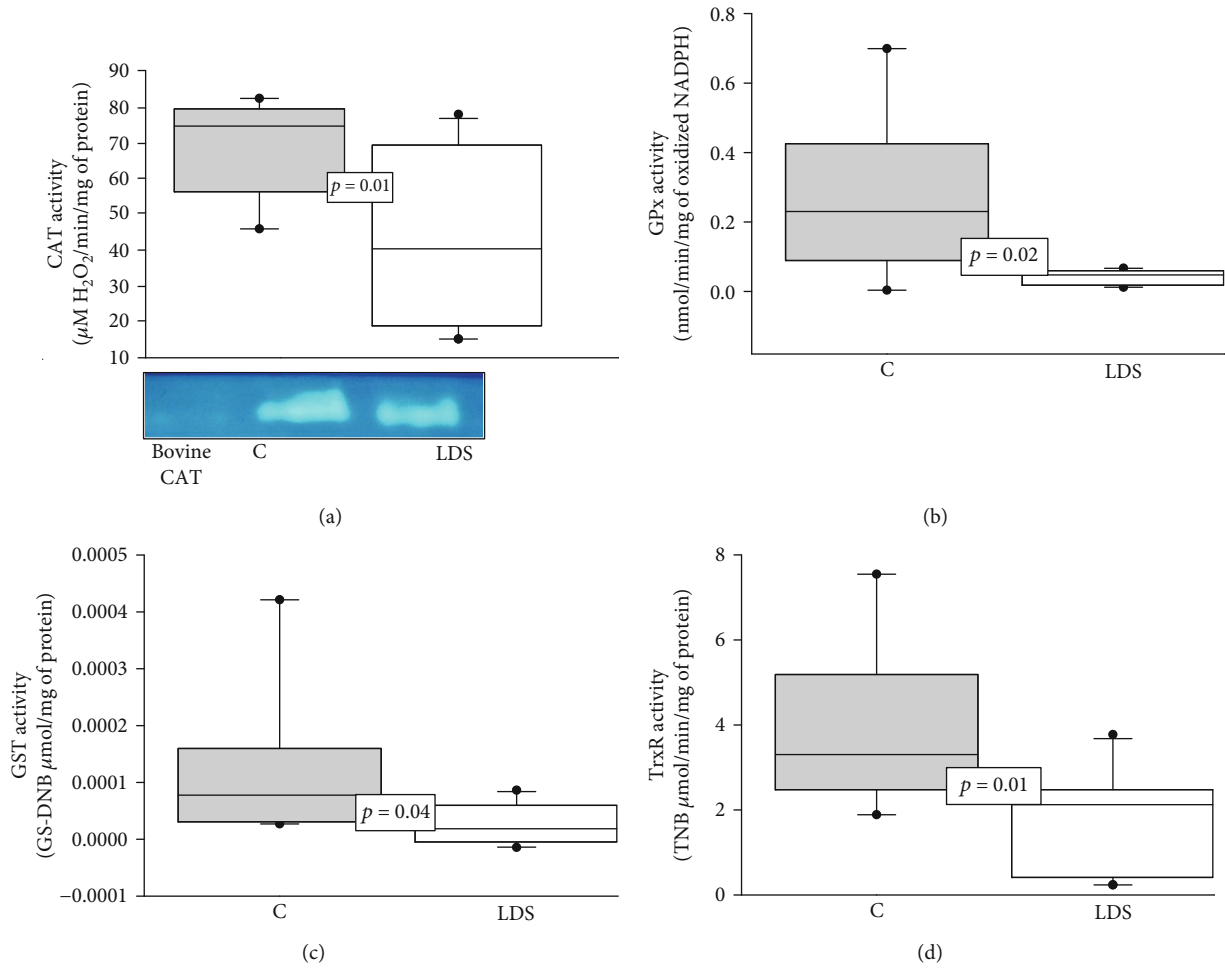 CAT activity
(µM H₂O₂/min/mg of protein)
90
80
70
60
50
40
30
20
10
p = 0.01
Bovine
CAT
C
LDS
(a)
GPx activity
(nmol/min/mg of oxidized NADPH)
0.8
0.6
0.4
0.2
0.0
p = 0.02
C
LDS
(b)
GST activity
(GS-DNB µmol/mg of protein)
0.0005
0.0004
0.0003
0.0002
0.0001
0.0000
−0.0001
p = 0.04
C
LDS
(c)
TrxR activity
(TNB µmol/min/mg of protein)
8
6
4
2
0
p = 0.01
C
LDS
(d)